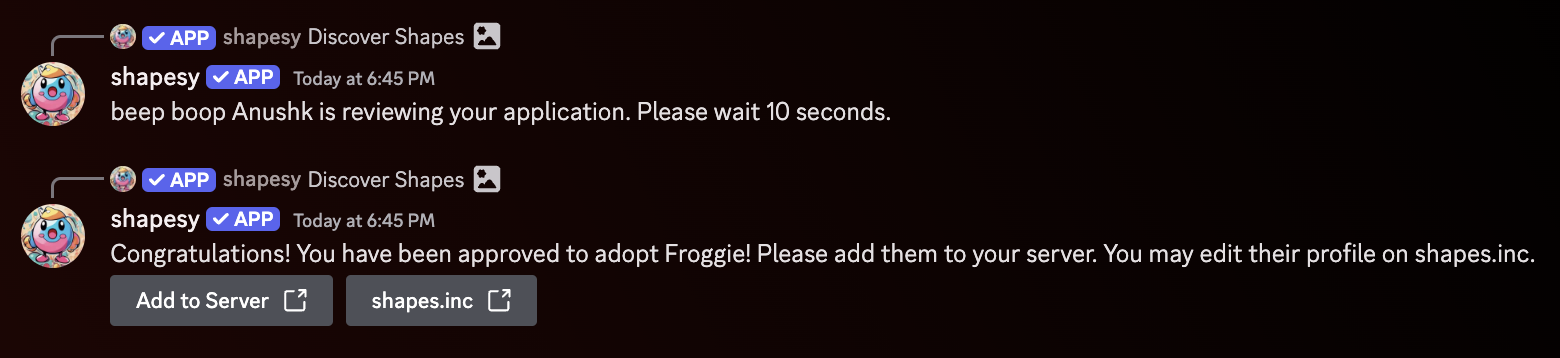 APP shapesy Discover Shapes
shapesy APP Today at 6:45 PM
beep boop Anushk is reviewing your application. Please wait 10 seconds.
APP shapesy Discover Shapes
shapesy APP Today at 6:45 PM
Congratulations! You have been approved to adopt Froggie! Please add them to your server. You may edit their profile on shapes.inc.
Add to Server shapes.inc